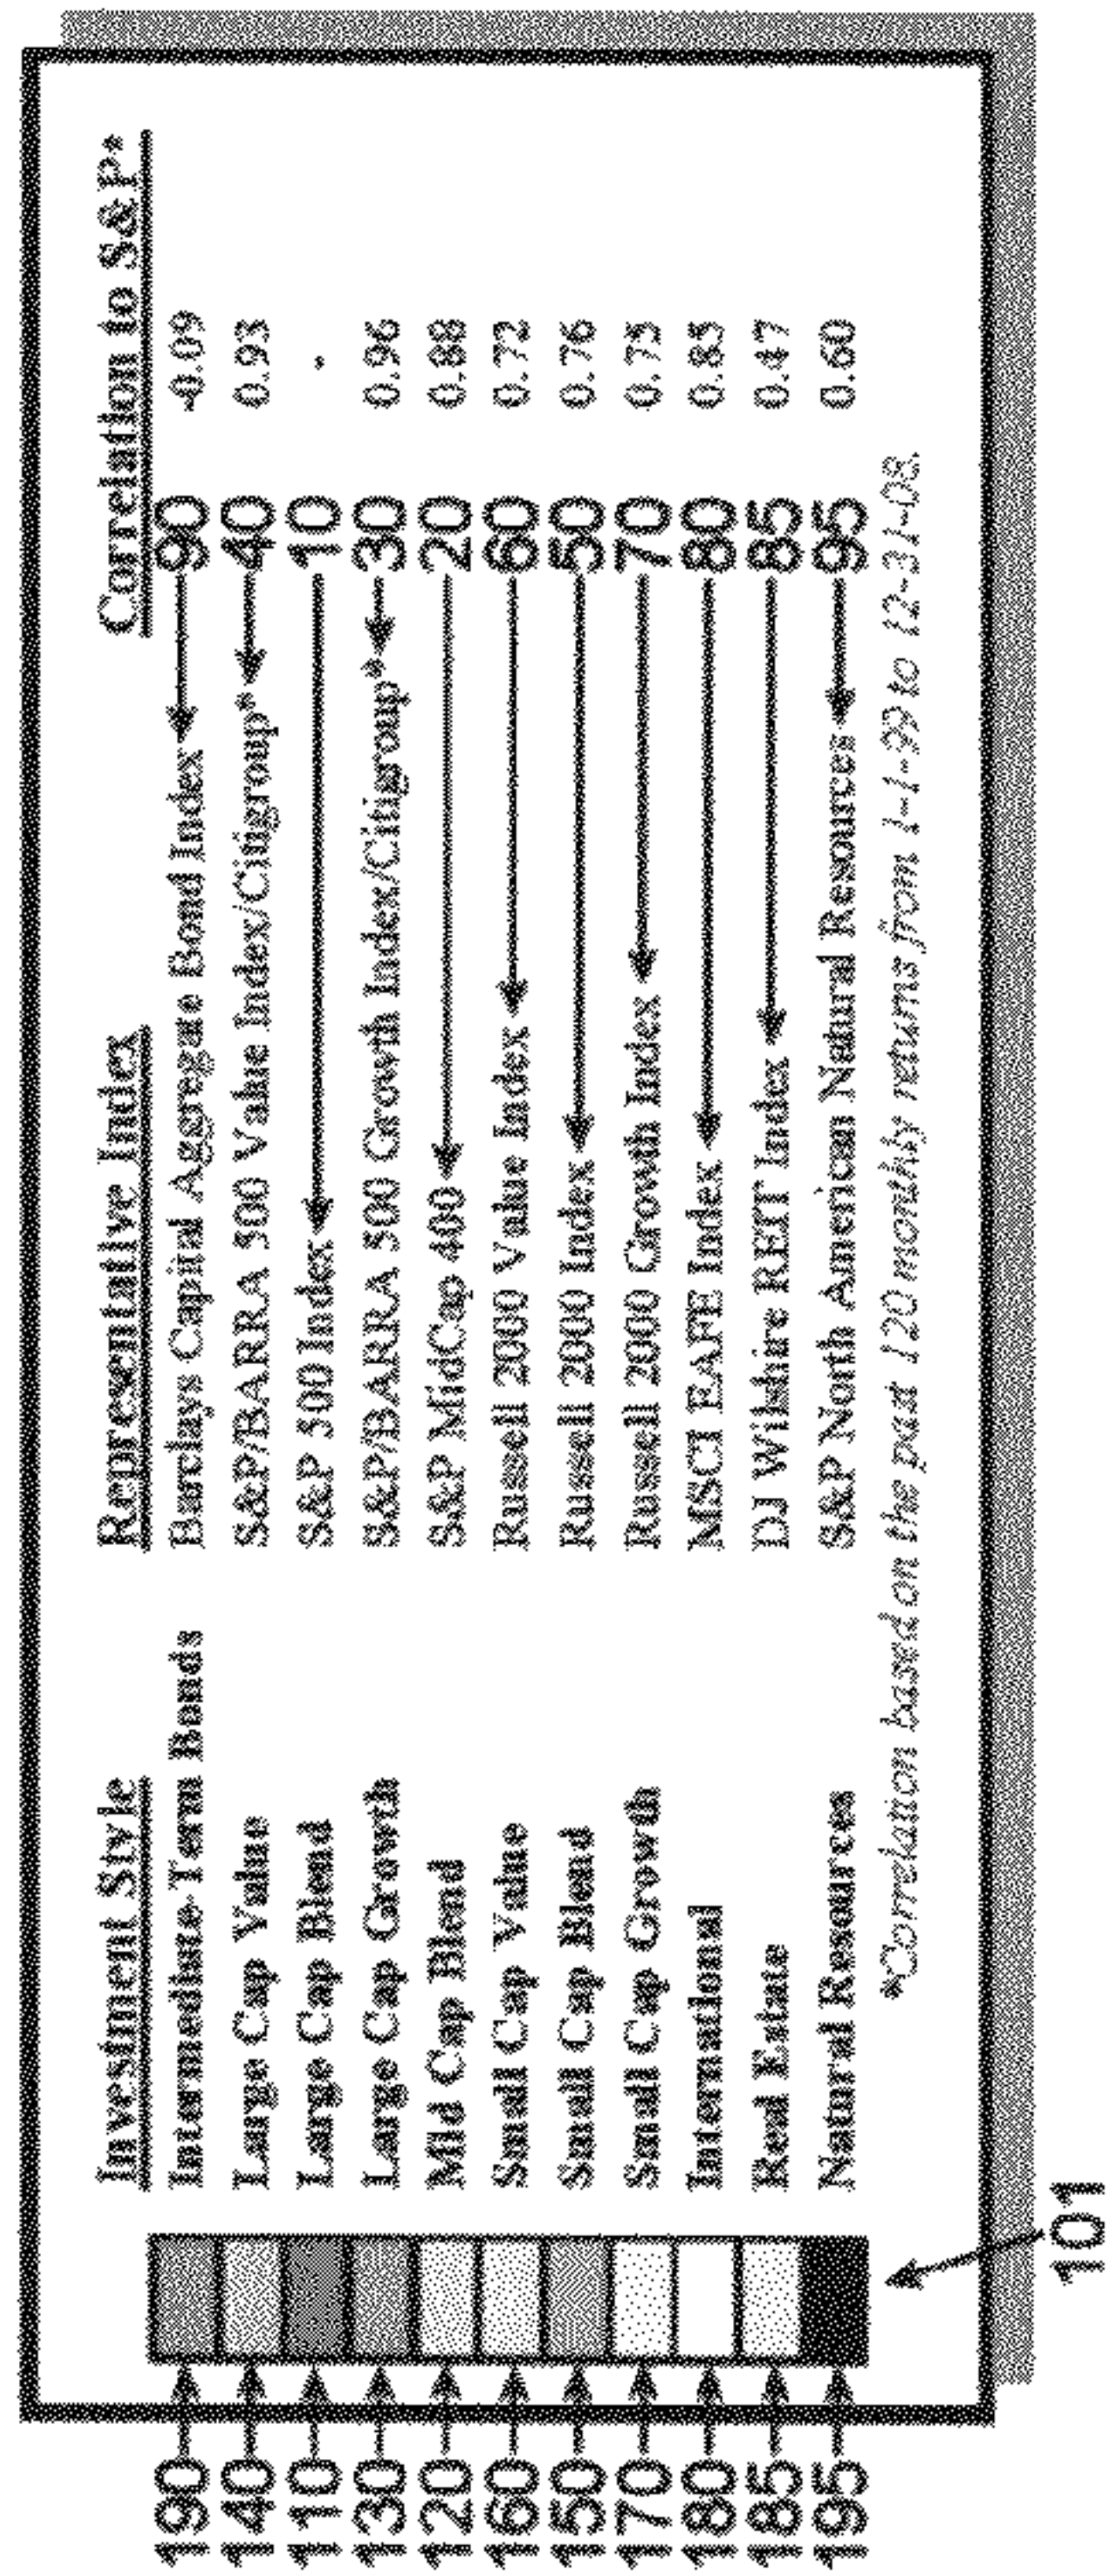 Investment Style Representative Index Correlation to S&P*
190 Intermediate-Term Bonds Barclays Capital Aggregate Bond Index 90 -0.09
140 Large Cap Value S&P/BARRA 500 Value Index/Citigroup* 40 0.93
110 Large Cap Blend S&P 500 Index 10 -
130 Large Cap Growth S&P/BARRA 500 Growth Index/Citigroup* 30 0.96
120 Mid Cap Blend S&P MidCap 400 20 0.88
160 Small Cap Value Russell 2000 Value Index 60 0.72
150 Small Cap Blend Russell 2000 Index 50 0.76
170 Small Cap Growth Russell 2000 Growth Index 70 0.75
180 International MSCI EAFE Index 80 0.85
185 Real Estate DJ Wilshire REIT Index 85 0.47
195 Natural Resources S&P North American Natural Resources 95 0.60
*Correlation based on the past 120 monthly returns from 1-1-99 to 12-31-08.
101